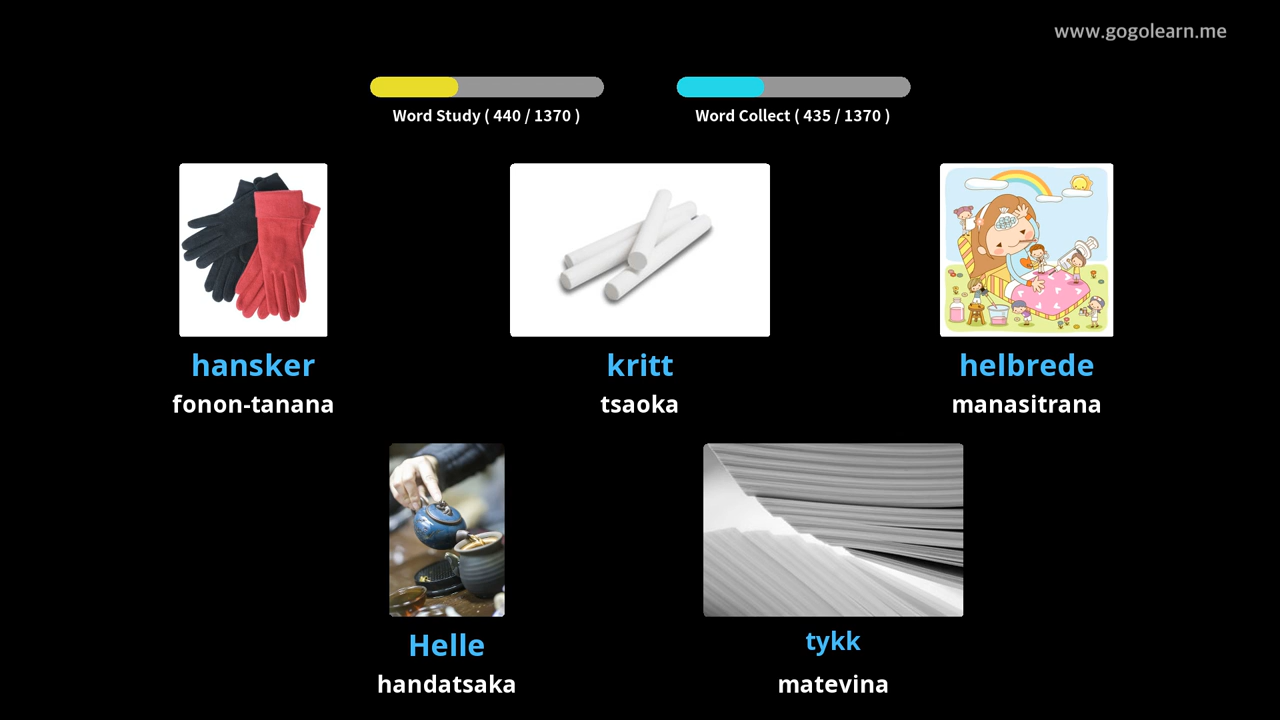 www.gogolearn.me
Word Study ( 440 / 1370 )
Word Collect ( 435 / 1370 )
hansker
fonon-tanana
kritt
tsaoka
helbrede
manasitrana
Helle
handatsaka
tykk
matevina